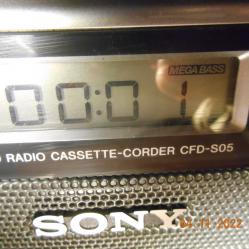 MEGA BASS
00:01
RADIO CASSETTE-CORDER CFD-S05
SONY
04.11.2022